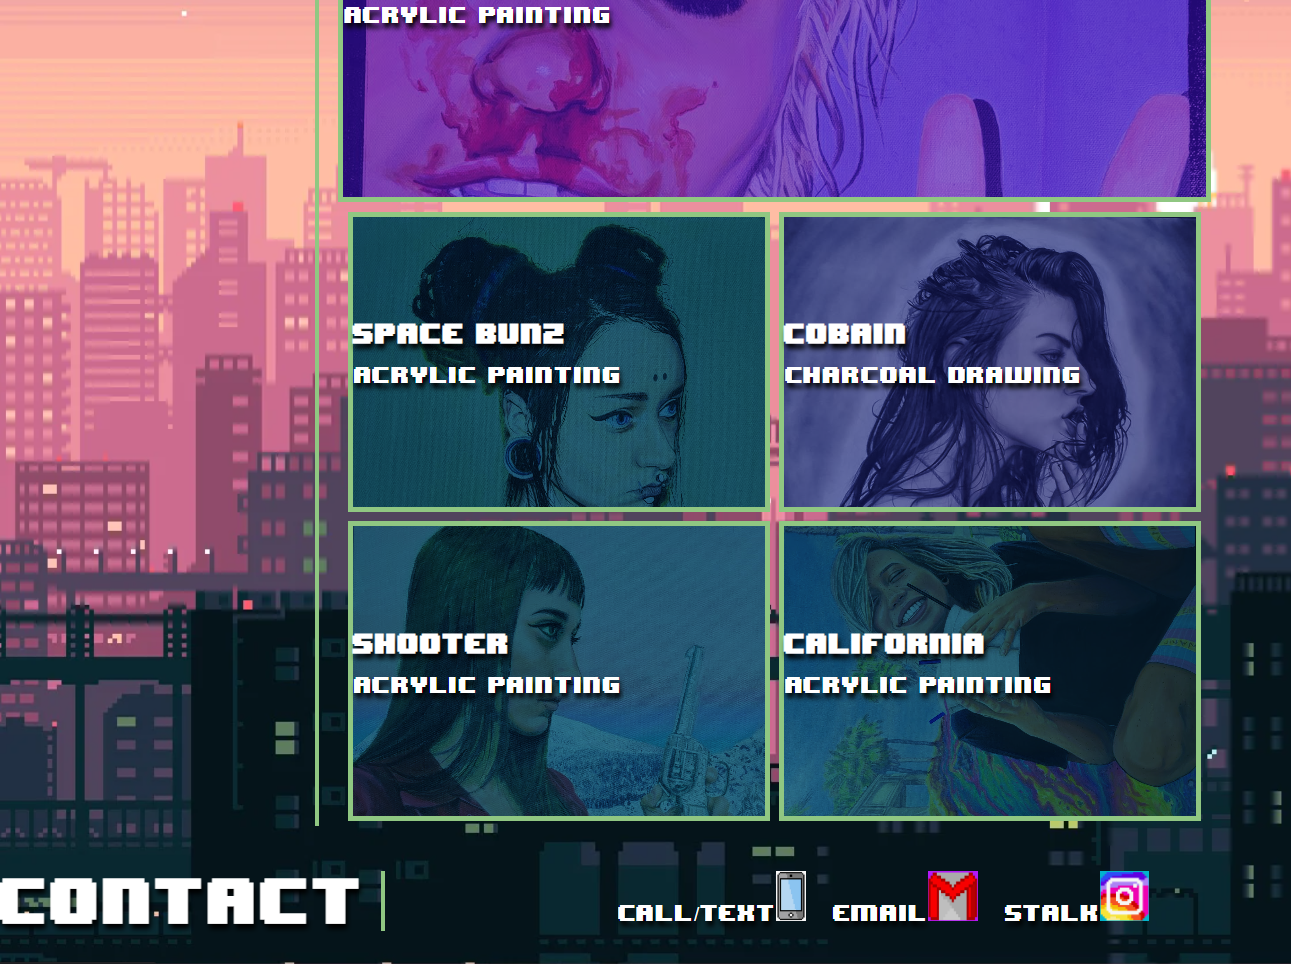 ACRYLIC PAINTING
SPACE BUNZ
ACRYLIC PAINTING
COBAIN
CHARCOAL DRAWING
SHOOTER
ACRYLIC PAINTING
CALIFORNIA
ACRYLIC PAINTING
CONTACT
CALL/TEXT
EMAIL
STALK